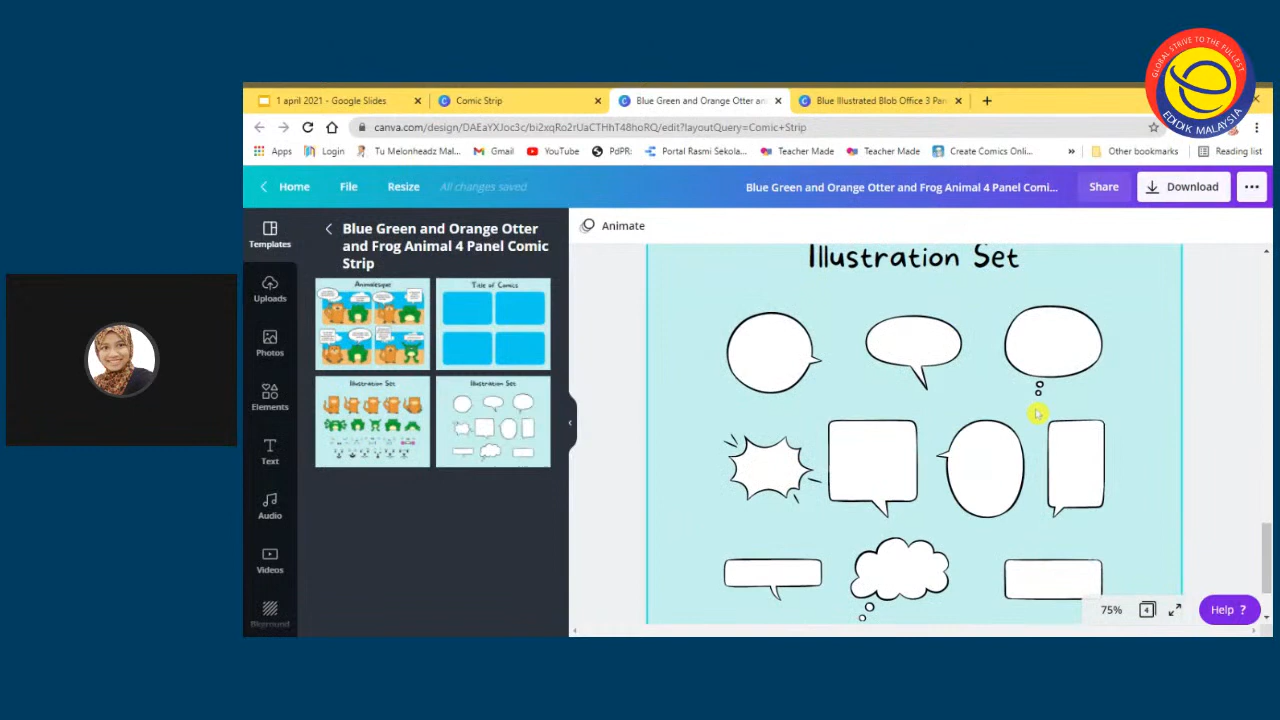 GLOBAL STRIVE TO THE FULLEST
EDIDIK MALAYSIA
1 april 2021 - Google Slides
Comic Strip
Blue Green and Orange Otter an
Blue Illustrated Blob Office 3 Pan
canva.com/design/DAEaYXJoc3c/bi2xqRo2rUaCTHhT48hoRQ/edit?layoutQuery=Comic+Strip
Apps
Login
Tu Melonheadz Mal...
Gmail
YouTube
PdPR:
Portal Rasmi Sekola...
Teacher Made
Teacher Made
Create Comics Onli...
»
Other bookmarks
Reading list
Home
File
Resize
All changes saved
Blue Green and Orange Otter and Frog Animal 4 Panel Comi...
Share
Download
Templates
Uploads
Photos
Elements
Text
Audio
Videos
Bkground
Blue Green and Orange Otter
and Frog Animal 4 Panel Comic
Strip
Title of Comics
Illustration Set
Illustration Set
Animate
Illustration Set
75%
4
Help ?